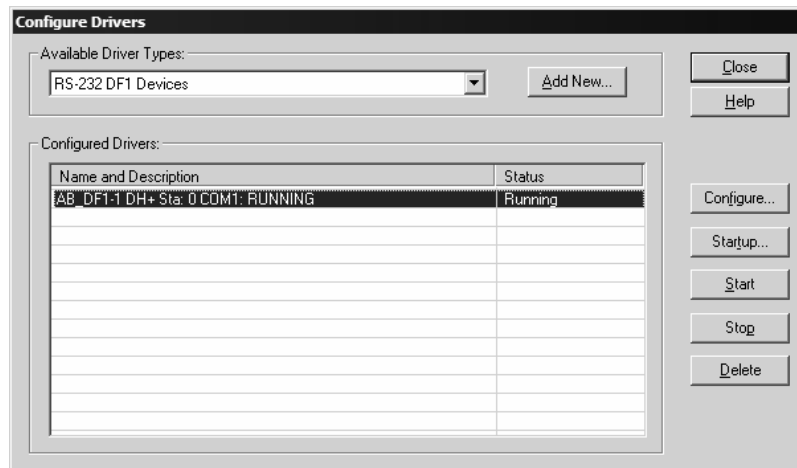 Configure Drivers
Available Driver Types:
RS-232 DF1 Devices
Add New...
Close
Help
Configured Drivers:
Name and Description Status
AB_DF1-1 DH+ Sta: 0 COM1: RUNNING Running
Configure...
Startup...
Start
Stop
Delete